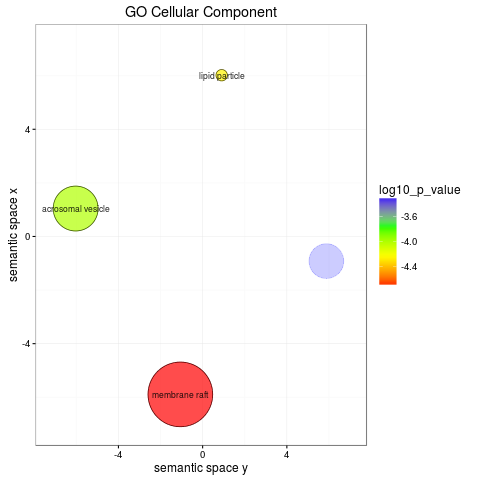 GO Cellular Component
lipid particle
4
acrosomal vesicle
0
-4
membrane raft
-4
0
4
semantic space y
semantic space x
log10_p_value
-3.6
-4.0
-4.4